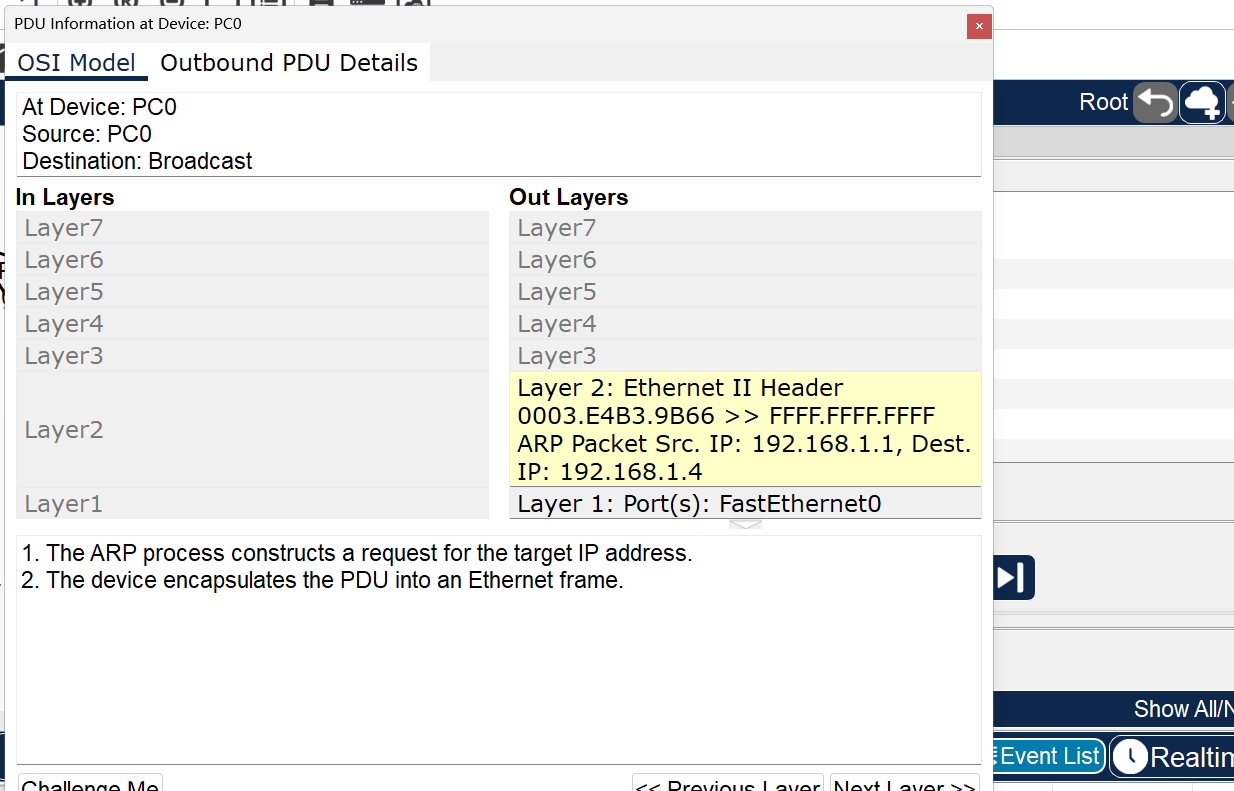 PDU Information at Device: PC0
OSI Model
Outbound PDU Details
At Device: PC0
Source: PC0
Destination: Broadcast
In Layers
Layer7
Layer6
Layer5
Layer4
Layer3
Layer2
Layer1
Out Layers
Layer7
Layer6
Layer5
Layer4
Layer3
Layer 2: Ethernet II Header
0003.E4B3.9B66 >> FFFF.FFFF.FFFF
ARP Packet Src. IP: 192.168.1.1, Dest.
IP: 192.168.1.4
Layer 1: Port(s): FastEthernet0
1. The ARP process constructs a request for the target IP address.
2. The device encapsulates the PDU into an Ethernet frame.
Challenge Me
<< Previous Layer
Next Layer >>
Root
Show All/N
Event List
Realtim